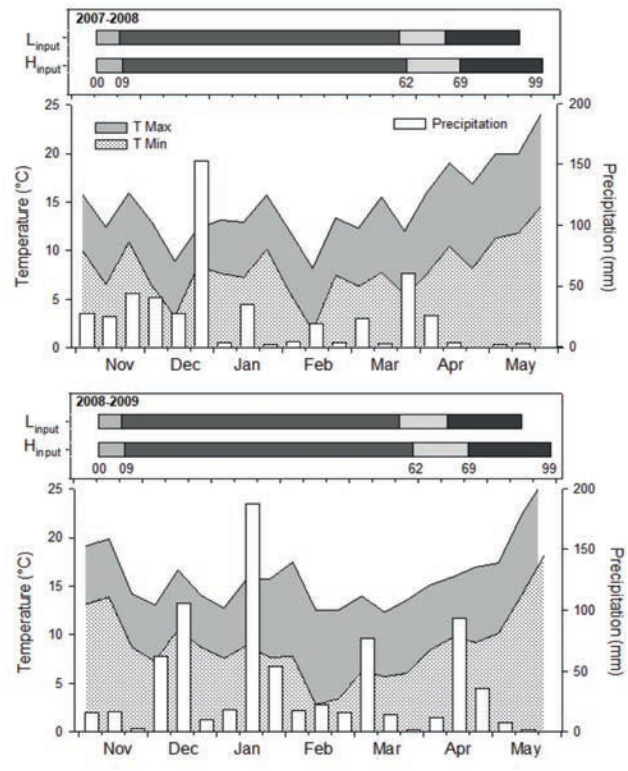 2007-2008
Linput
Hinput
00 09 62 69 99
25 200
T Max
T Min
Precipitation
20
150
15
100
10
50
5
0 0
Temperature (°C)
Precipitation (mm)
Nov Dec Jan Feb Mar Apr May
2008-2009
Linput
Hinput
00 09 62 69 99
25 200
20
150
15
100
10
50
5
0 0
Temperature (°C)
Precipitation (mm)
Nov Dec Jan Feb Mar Apr May